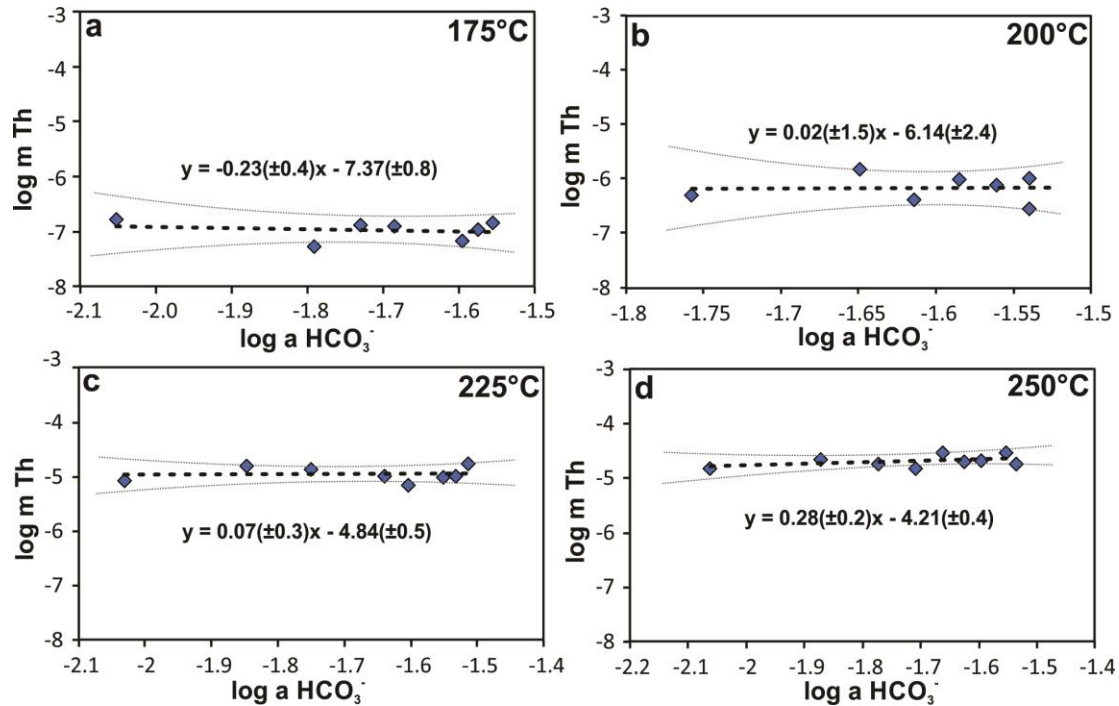 a
175°C
-3
-4
-5
-6
-7
-8
log m Th
y = -0.23(±0.4)x - 7.37(±0.8)
-2.1 -2.0 -1.9 -1.8 -1.7 -1.6 -1.5
log a HCO₃⁻
b
200°C
-3
-4
-5
-6
-7
-8
log m Th
y = 0.02(±1.5)x - 6.14(±2.4)
-1.8 -1.75 -1.7 -1.65 -1.6 -1.55 -1.5
log a HCO₃⁻
c
225°C
-3
-4
-5
-6
-7
-8
log m Th
y = 0.07(±0.3)x - 4.84(±0.5)
-2.1 -2 -1.9 -1.8 -1.7 -1.6 -1.5 -1.4
log a HCO₃⁻
d
250°C
-3
-4
-5
-6
-7
-8
log m Th
y = 0.28(±0.2)x - 4.21(±0.4)
-2.2 -2.1 -2 -1.9 -1.8 -1.7 -1.6 -1.5 -1.4
log a HCO₃⁻